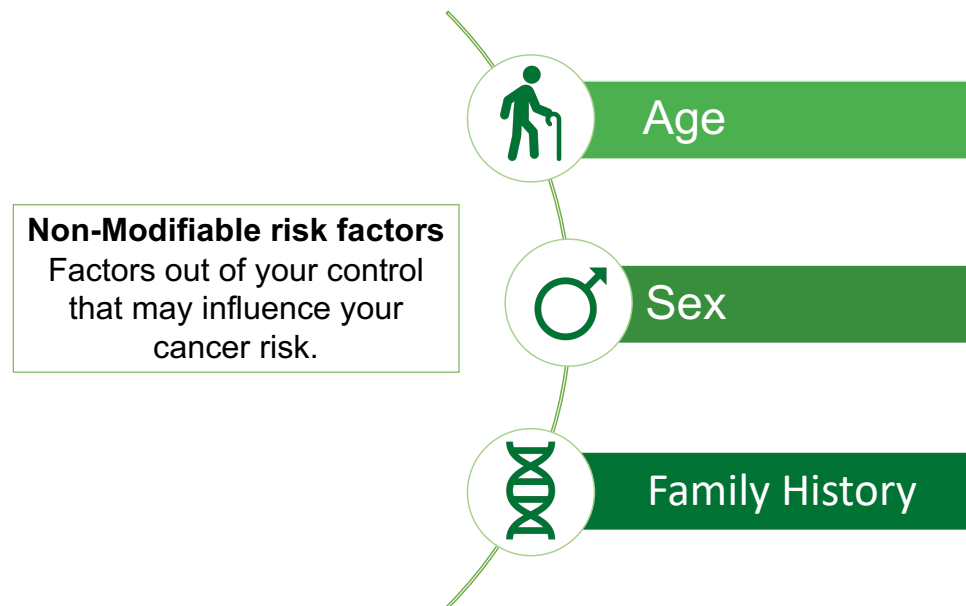 Non-Modifiable risk factors
Factors out of your control
that may influence your
cancer risk.
Age
Sex
Family History